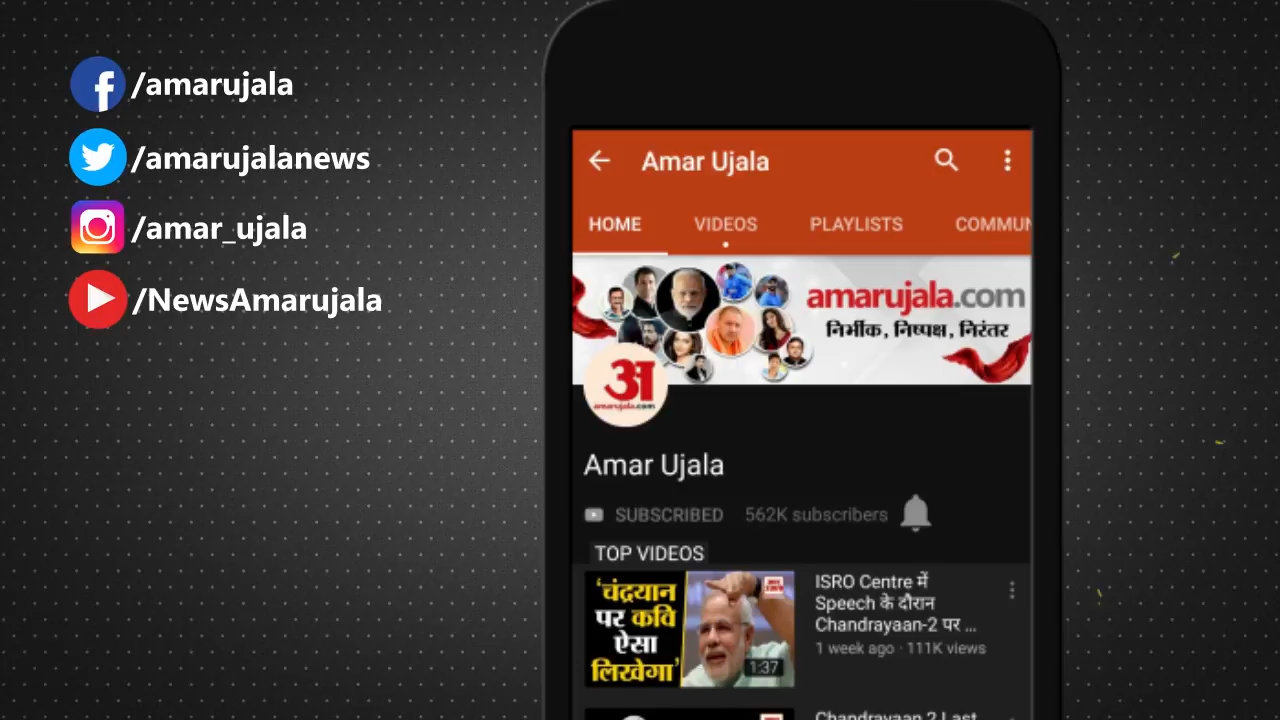 /amarujala
/amarujalanews
/amar_ujala
/NewsAmarujala
Amar Ujala
HOME VIDEOS PLAYLISTS COMMUN
amarujala.com
निर्भीक, निष्पक्ष, निरंतर
अ
amarujala.com
Amar Ujala
SUBSCRIBED 562K subscribers
TOP VIDEOS
'चंद्रयान
पर कवि
ऐसा
लिखेगा'
1:37
ISRO Centre में
Speech के दौरान
Chandrayaan-2 पर ...
1 week ago · 111K views
Chandrayaan 2 Last